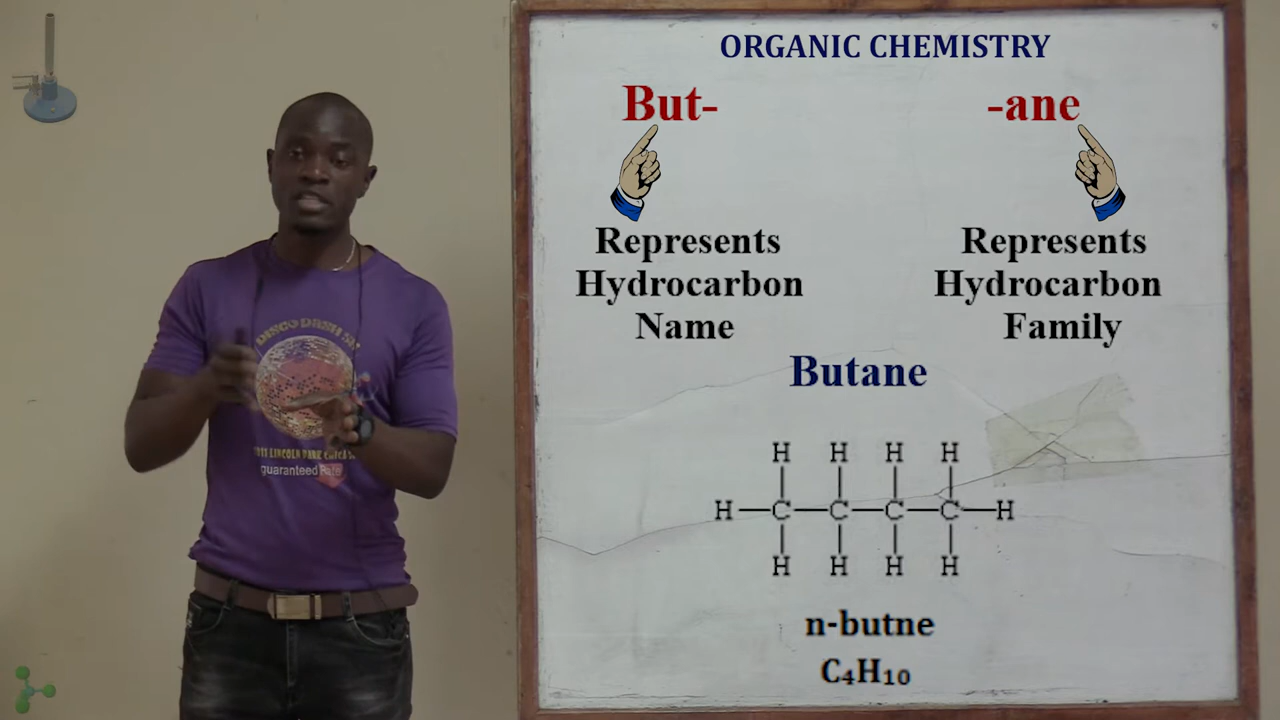 ORGANIC CHEMISTRY
But-
-ane
Represents
Hydrocarbon
Name
Represents
Hydrocarbon
Family
Butane
H H H H
H C C C C H
H H H H
n-butne
C₄H₁₀
guaranteed Rate